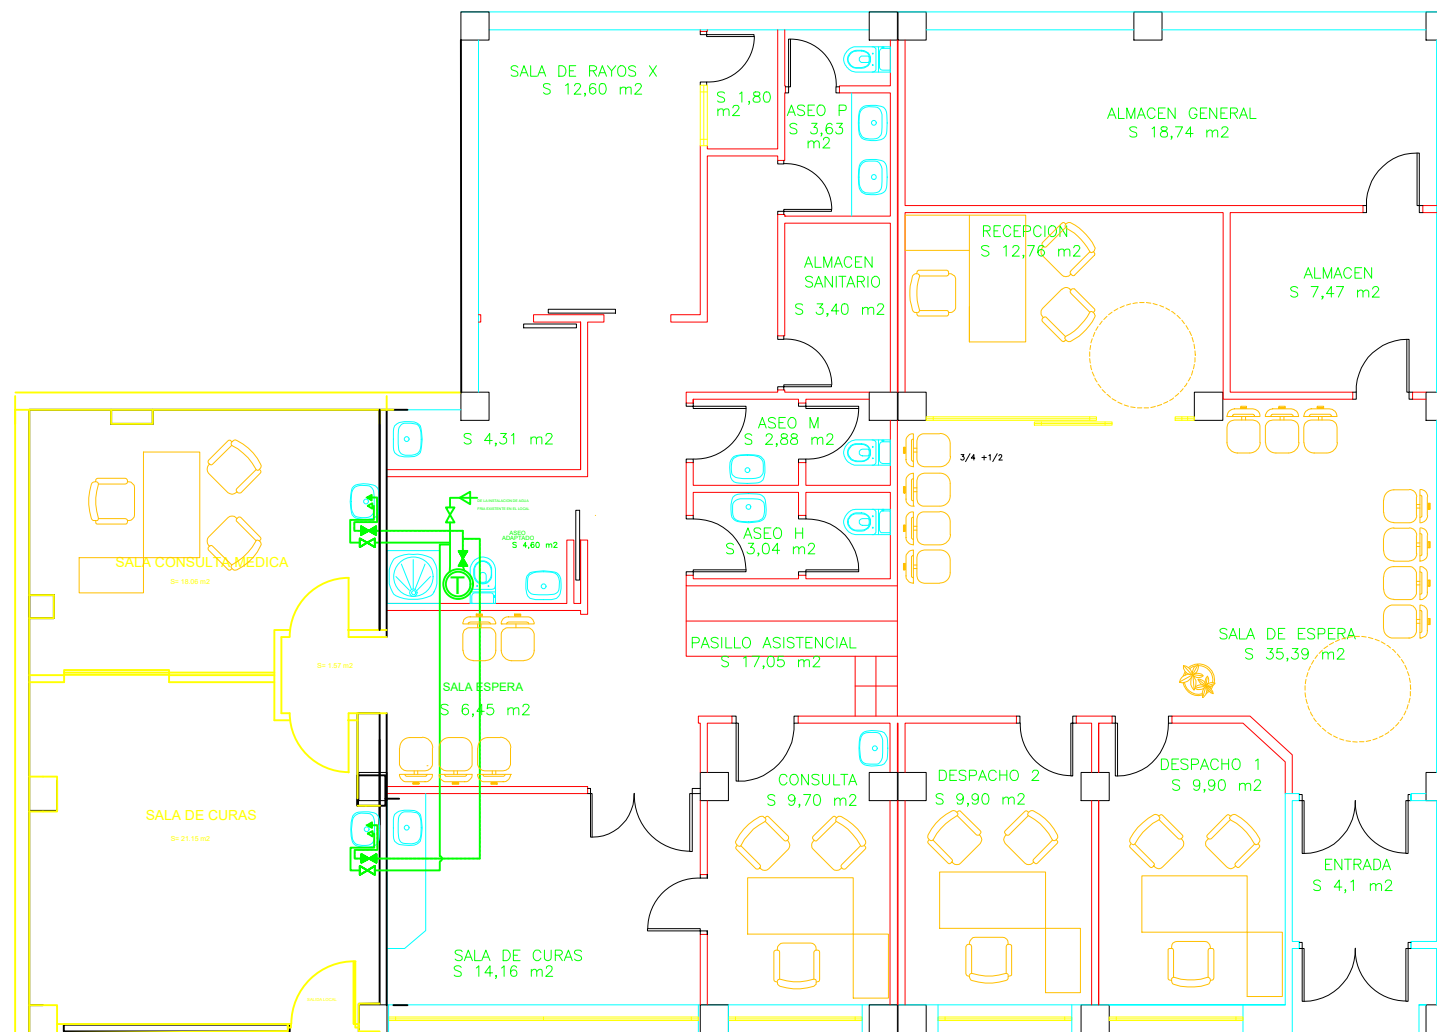 SALA DE RAYOS X
S 12,60 m2
S 1,80
m2
ASEO P
S 3,63
m2
ALMACEN GENERAL
S 18,74 m2
RECEPCION
S 12,76 m2
ALMACEN
SANITARIO
S 3,40 m2
ALMACEN
S 7,47 m2
S 4,31 m2
ASEO M
S 2,88 m2
3/4 +1/2
ASEO
ADAPTADO
S 4,60 m2
ASEO H
S 3,04 m2
SALA CONSULTA MEDICA
PASILLO ASISTENCIAL
S 17,05 m2
SALA DE ESPERA
S 35,39 m2
SALA ESPERA
S 6,45 m2
CONSULTA
S 9,70 m2
DESPACHO 2
S 9,90 m2
DESPACHO 1
S 9,90 m2
SALA DE CURAS
ENTRADA
S 4,1 m2
SALA DE CURAS
S 14,16 m2
T